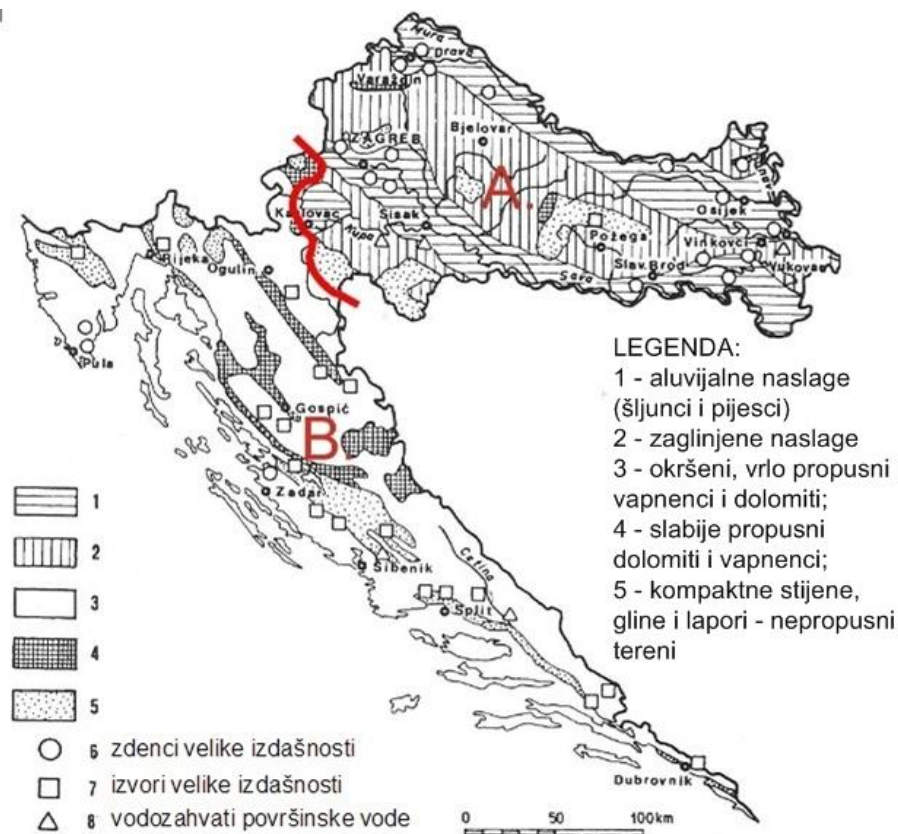 Mura
Drava
Varaždin
Bjelovar
ZAGREB
A.
Dunav
Osijek
Karlovac
Sisak
Kupa
Požega
Vinkovci
Rijeka
Ogulin
Sava
Slav.Brod
Vukovar
Pula
Gospić
B.
Zadar
Cetina
Šibenik
Split
Dubrovnik
LEGENDA:
1 - aluvijalne naslage
(šljunci i pijesci)
2 - zaglinjene naslage
3 - okršeni, vrlo propusni
vapnenci i dolomiti;
4 - slabije propusni
dolomiti i vapnenci;
5 - kompaktne stijene,
gline i lapori - nepropusni
tereni
1
2
3
4
5
6 zdenci velike izdašnosti
7 izvori velike izdašnosti
8 vodozahvati površinske vode
0 50 100 km